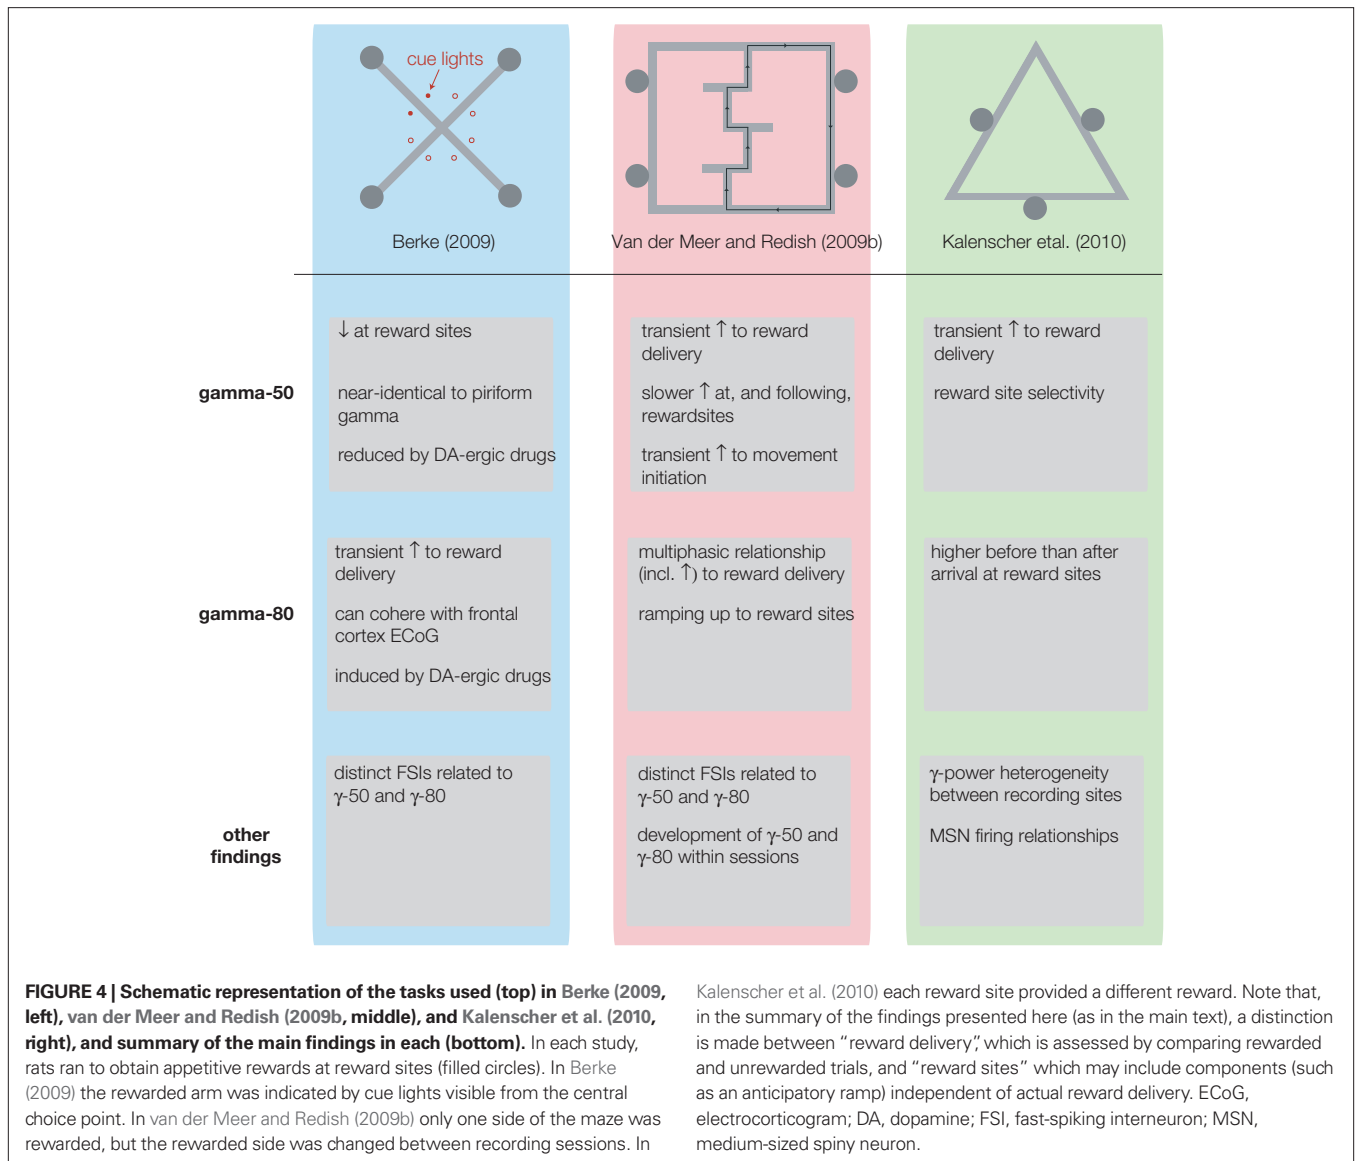 cue lights
Berke (2009)
Van der Meer and Redish (2009b)
Kalenscher etal. (2010)
gamma-50
↓ at reward sites
near-identical to piriform
gamma
reduced by DA-ergic drugs
transient ↑ to reward
delivery
slower ↑ at, and following,
rewardsites
transient ↑ to movement
initiation
transient ↑ to reward
delivery
reward site selectivity
gamma-80
transient ↑ to reward
delivery
can cohere with frontal
cortex ECoG
induced by DA-ergic drugs
multiphasic relationship
(incl. ↑) to reward delivery
ramping up to reward sites
higher before than after
arrival at reward sites
other
findings
distinct FSIs related to
γ-50 and γ-80
distinct FSIs related to
γ-50 and γ-80
development of γ-50 and
γ-80 within sessions
γ-power heterogeneity
between recording sites
MSN firing relationships
FIGURE 4 | Schematic representation of the tasks used (top) in Berke (2009,
left), van der Meer and Redish (2009b, middle), and Kalenscher et al. (2010,
right), and summary of the main findings in each (bottom). In each study,
rats ran to obtain appetitive rewards at reward sites (filled circles). In Berke
(2009) the rewarded arm was indicated by cue lights visible from the central
choice point. In van der Meer and Redish (2009b) only one side of the maze was
rewarded, but the rewarded side was changed between recording sessions. In
Kalenscher et al. (2010) each reward site provided a different reward. Note that,
in the summary of the findings presented here (as in the main text), a distinction
is made between “reward delivery”, which is assessed by comparing rewarded
and unrewarded trials, and “reward sites” which may include components (such
as an anticipatory ramp) independent of actual reward delivery. ECoG,
electrocorticogram; DA, dopamine; FSI, fast-spiking interneuron; MSN,
medium-sized spiny neuron.